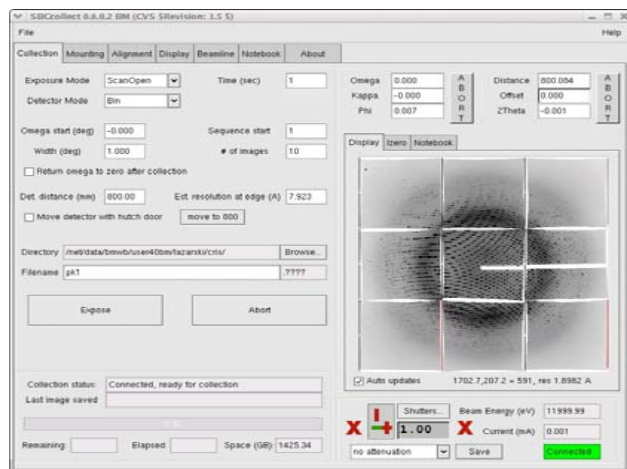 SBCcollect 0.8.0.2 BM (CVS $Revision: 1.5 $)
File Help
Collection Mounting Alignment Display Beamline Notebook About
Exposure Mode ScanOpen Time (sec) 1
Detector Mode Bin
Omega start (deg) -0.000 Sequence start 1
Width (deg) 1.000 # of images 10
Return omega to zero after collection
Det. distance (mm) 800.00 Est. resolution at edge (A) 7.923
Move detector with hutch door move to 800
Directory /net/data/bmwb/user40bm/lazarski/cris/ Browse...
Filename pk1 .????
Expose Abort
Collection status: Connected, ready for collection
Last image saved
Remaining: Elapsed: Space (GB): 1425.34
Omega 0.000 Distance 800.084
Kappa -0.000 Offset 0.000
Phi 0.007 2Theta -0.001
ABORT
ABORT
Display Izero Notebook
Auto updates 1702.7,207.2 = 591, res 1.8982 A
Shutters... Beam Energy (eV) 11999.99
1.00 Current (mA) 0.001
no attenuation Save Connected